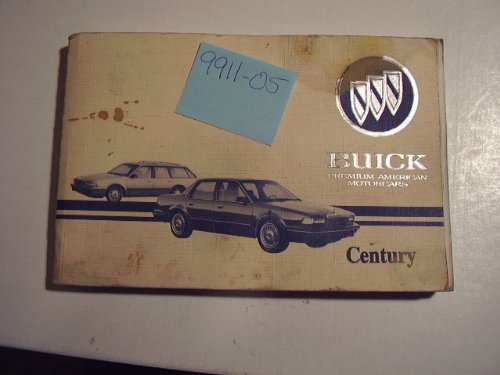 9911-05
BUICK
PREMIUM AMERICAN
MOTORCARS
Century